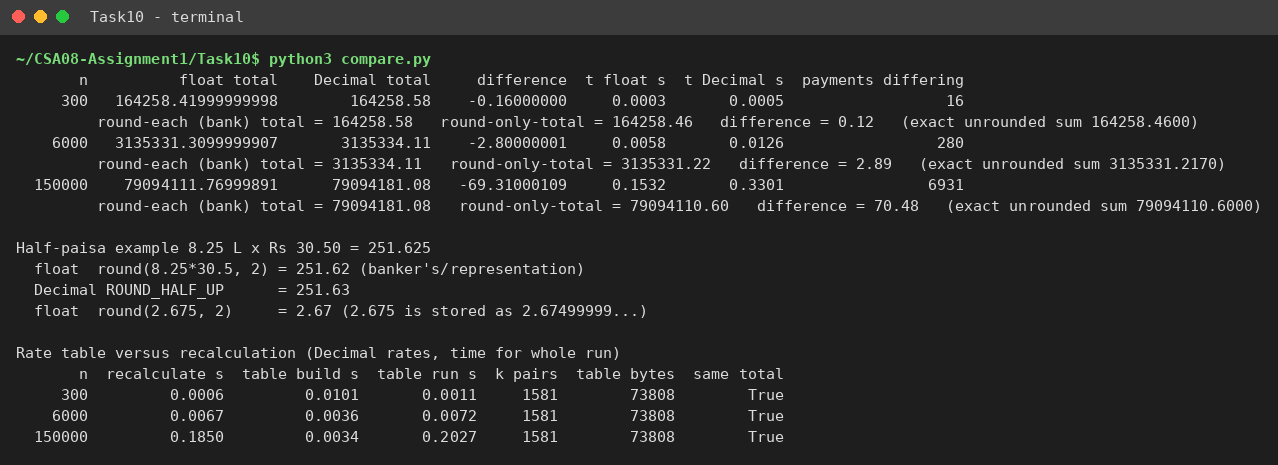 Task10 - terminal
~/CSA08-Assignment1/Task10$ python3 compare.py
n float total Decimal total difference t float s t Decimal s payments differing
300 164258.41999999998 164258.58 -0.16000000 0.0003 0.0005 16
round-each (bank) total = 164258.58 round-only-total = 164258.46 difference = 0.12 (exact unrounded sum 164258.4600)
6000 3135331.3099999907 3135334.11 -2.80000001 0.0058 0.0126 280
round-each (bank) total = 3135334.11 round-only-total = 3135331.22 difference = 2.89 (exact unrounded sum 3135331.2170)
150000 79094111.76999891 79094181.08 -69.31000109 0.1532 0.3301 6931
round-each (bank) total = 79094181.08 round-only-total = 79094110.60 difference = 70.48 (exact unrounded sum 79094110.6000)
Half-paisa example 8.25 L x Rs 30.50 = 251.625
float round(8.25*30.5, 2) = 251.62 (banker's/representation)
Decimal ROUND_HALF_UP = 251.63
float round(2.675, 2) = 2.67 (2.675 is stored as 2.67499999...)
Rate table versus recalculation (Decimal rates, time for whole run)
n recalculate s table build s table run s k pairs table bytes same total
300 0.0006 0.0101 0.0011 1581 73808 True
6000 0.0067 0.0036 0.0072 1581 73808 True
150000 0.1850 0.0034 0.2027 1581 73808 True